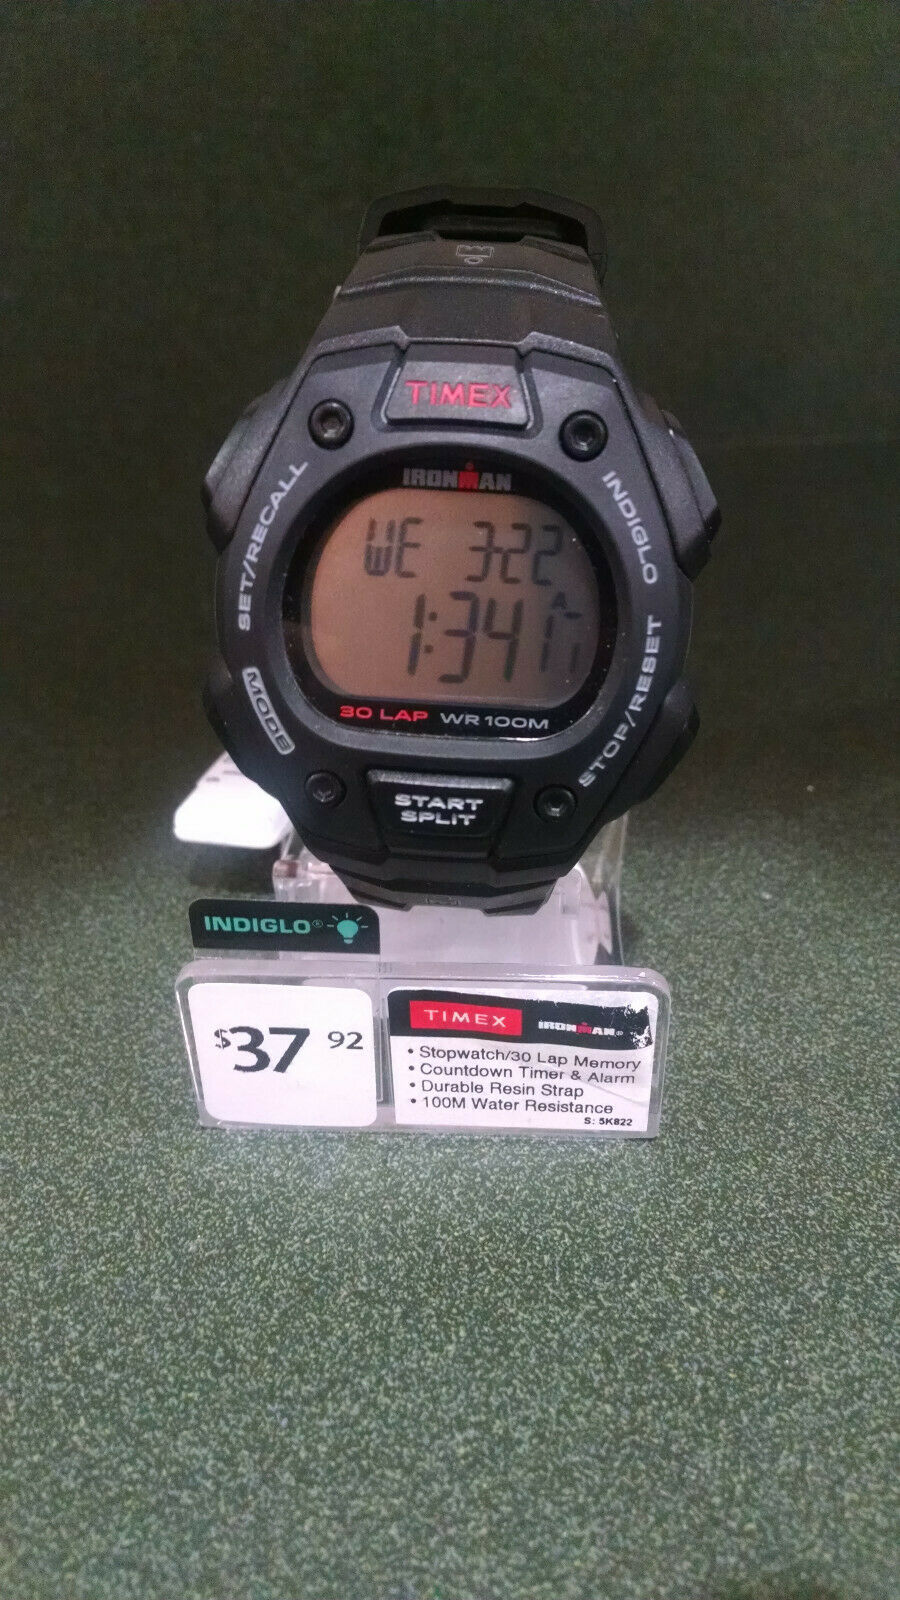 TIMEX
IRONMAN
SET/RECALL
INDIGLO
WE 3-22
1:34
A
MODE
STOP/RESET
30 LAP WR 100M
START
SPLIT
INDIGLO®
$37 92
TIMEX IRONMAN®
• Stopwatch/30 Lap Memory
• Countdown Timer & Alarm
• Durable Resin Strap
• 100M Water Resistance
S: 5K822